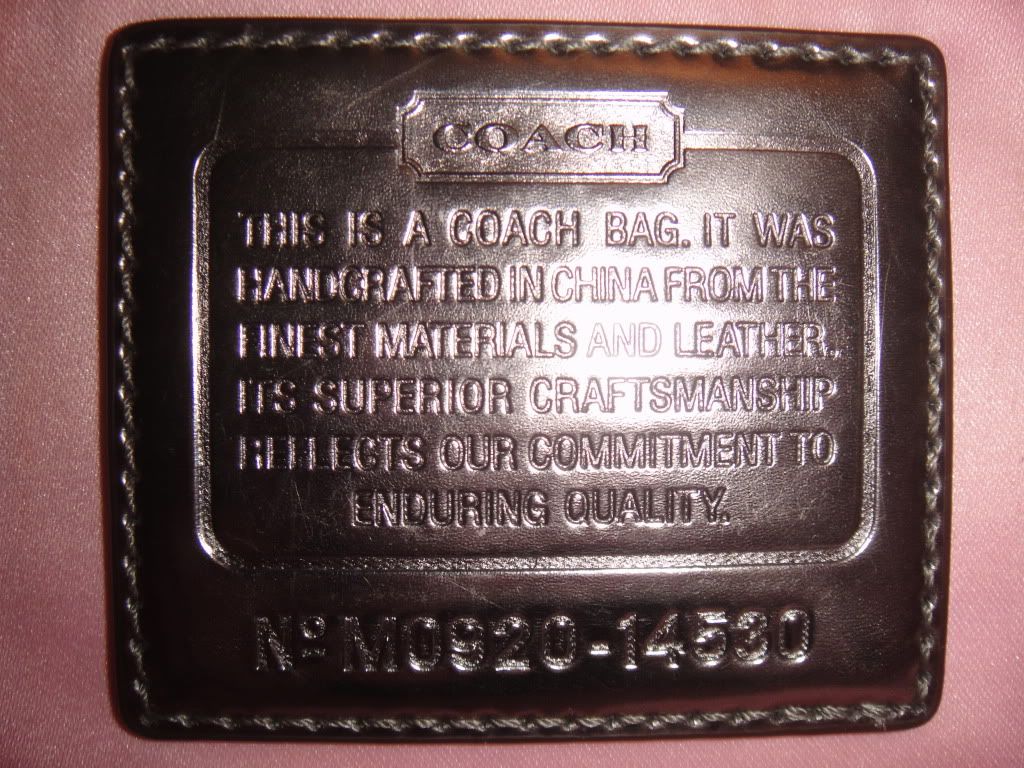 COACH
THIS IS A COACH BAG. IT WAS
HANDCRAFTED IN CHINA FROM THE
FINEST MATERIALS AND LEATHER.
ITS SUPERIOR CRAFTSMANSHIP
REFLECTS OUR COMMITMENT TO
ENDURING QUALITY.
Nº M0920-14530